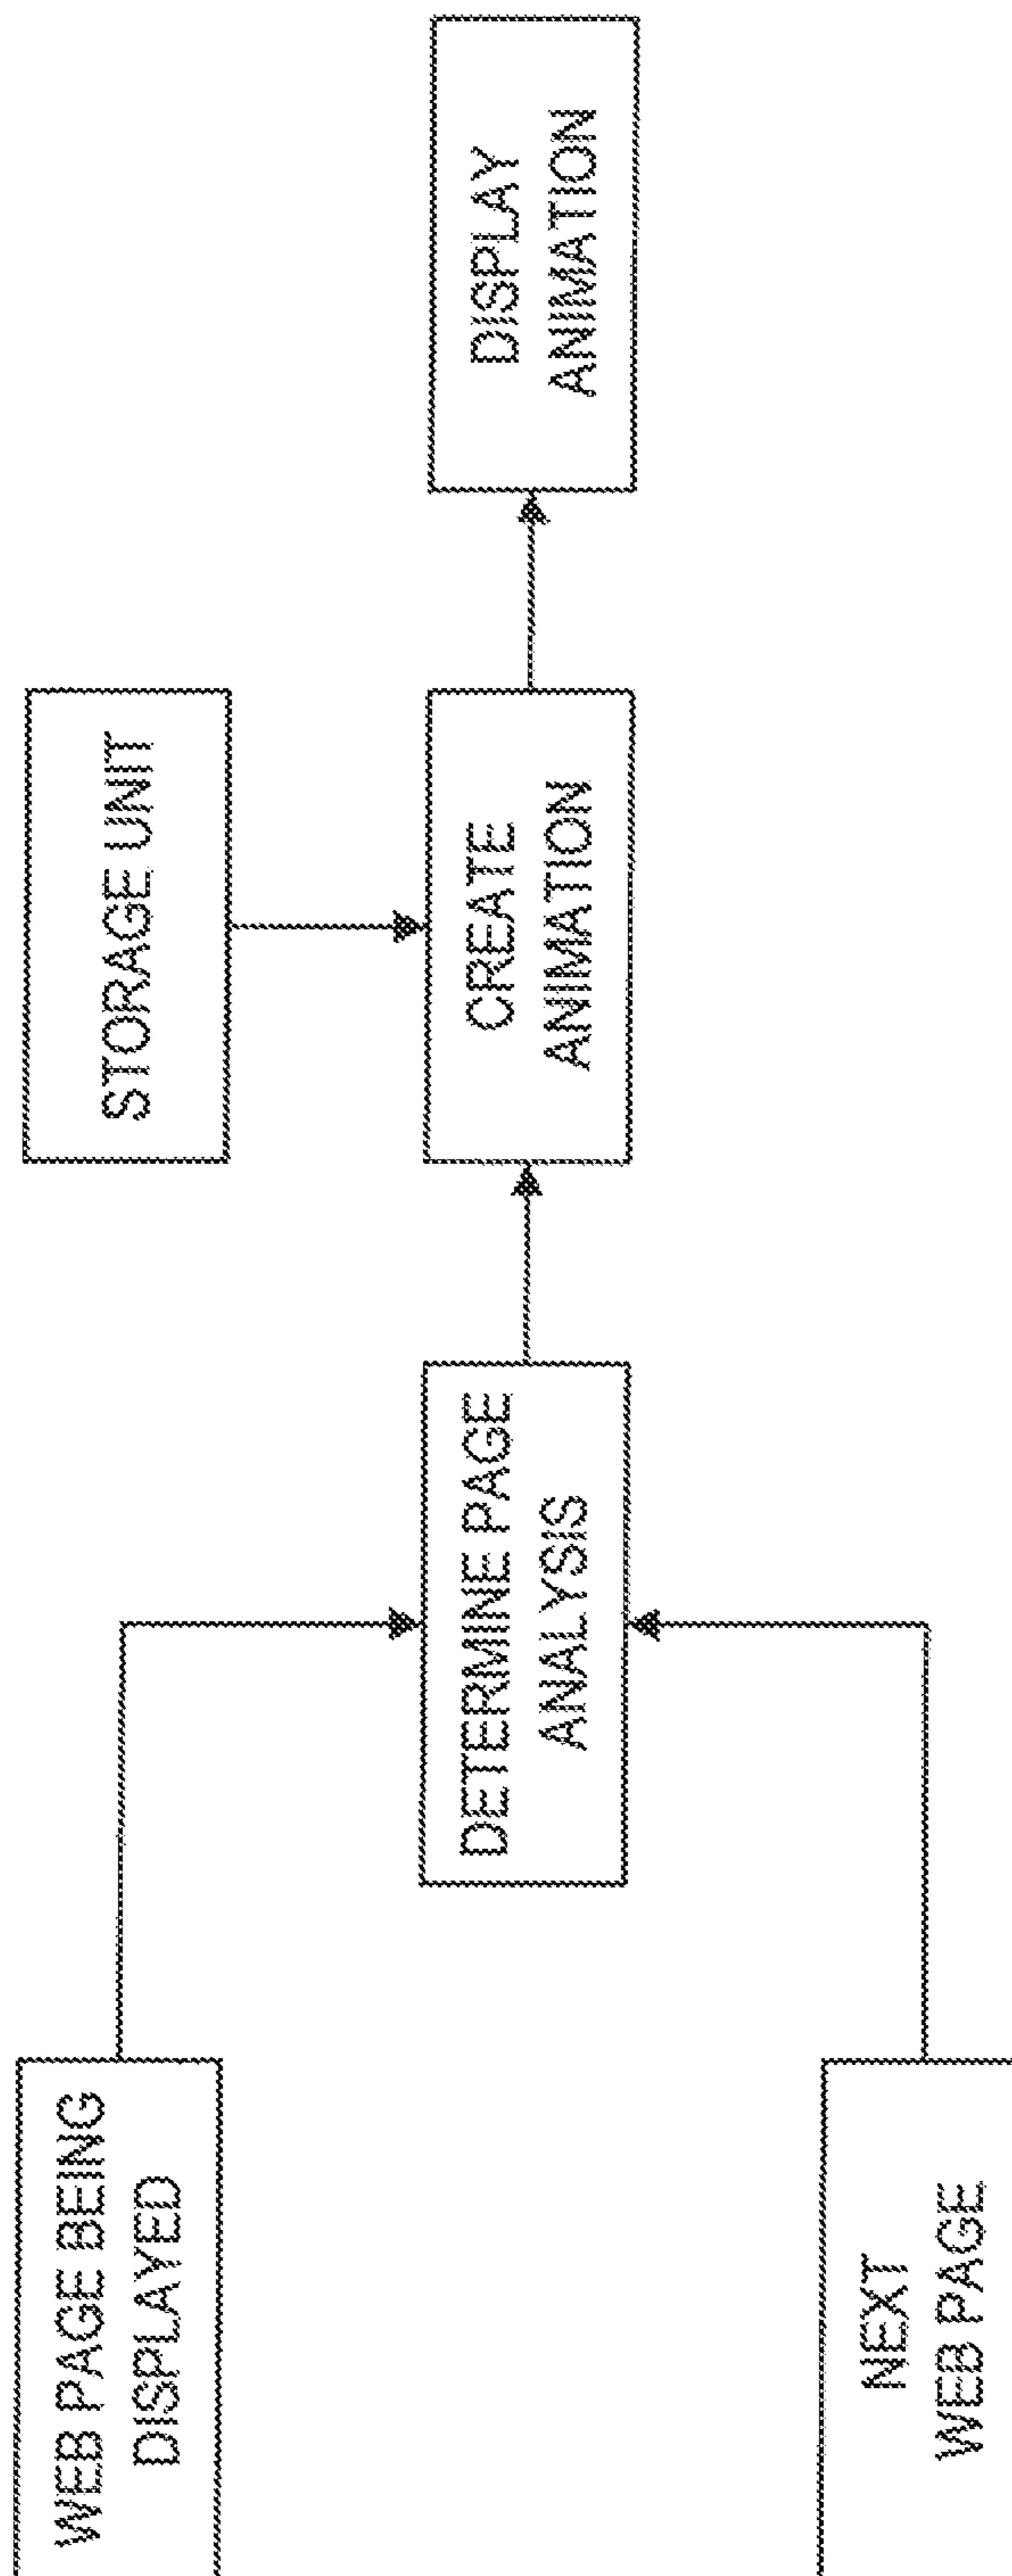 WEB PAGE BEING
DISPLAYED
NEXT
WEB PAGE
DETERMINE PAGE
ANALYSIS
STORAGE UNIT
CREATE
ANIMATION
DISPLAY
ANIMATION